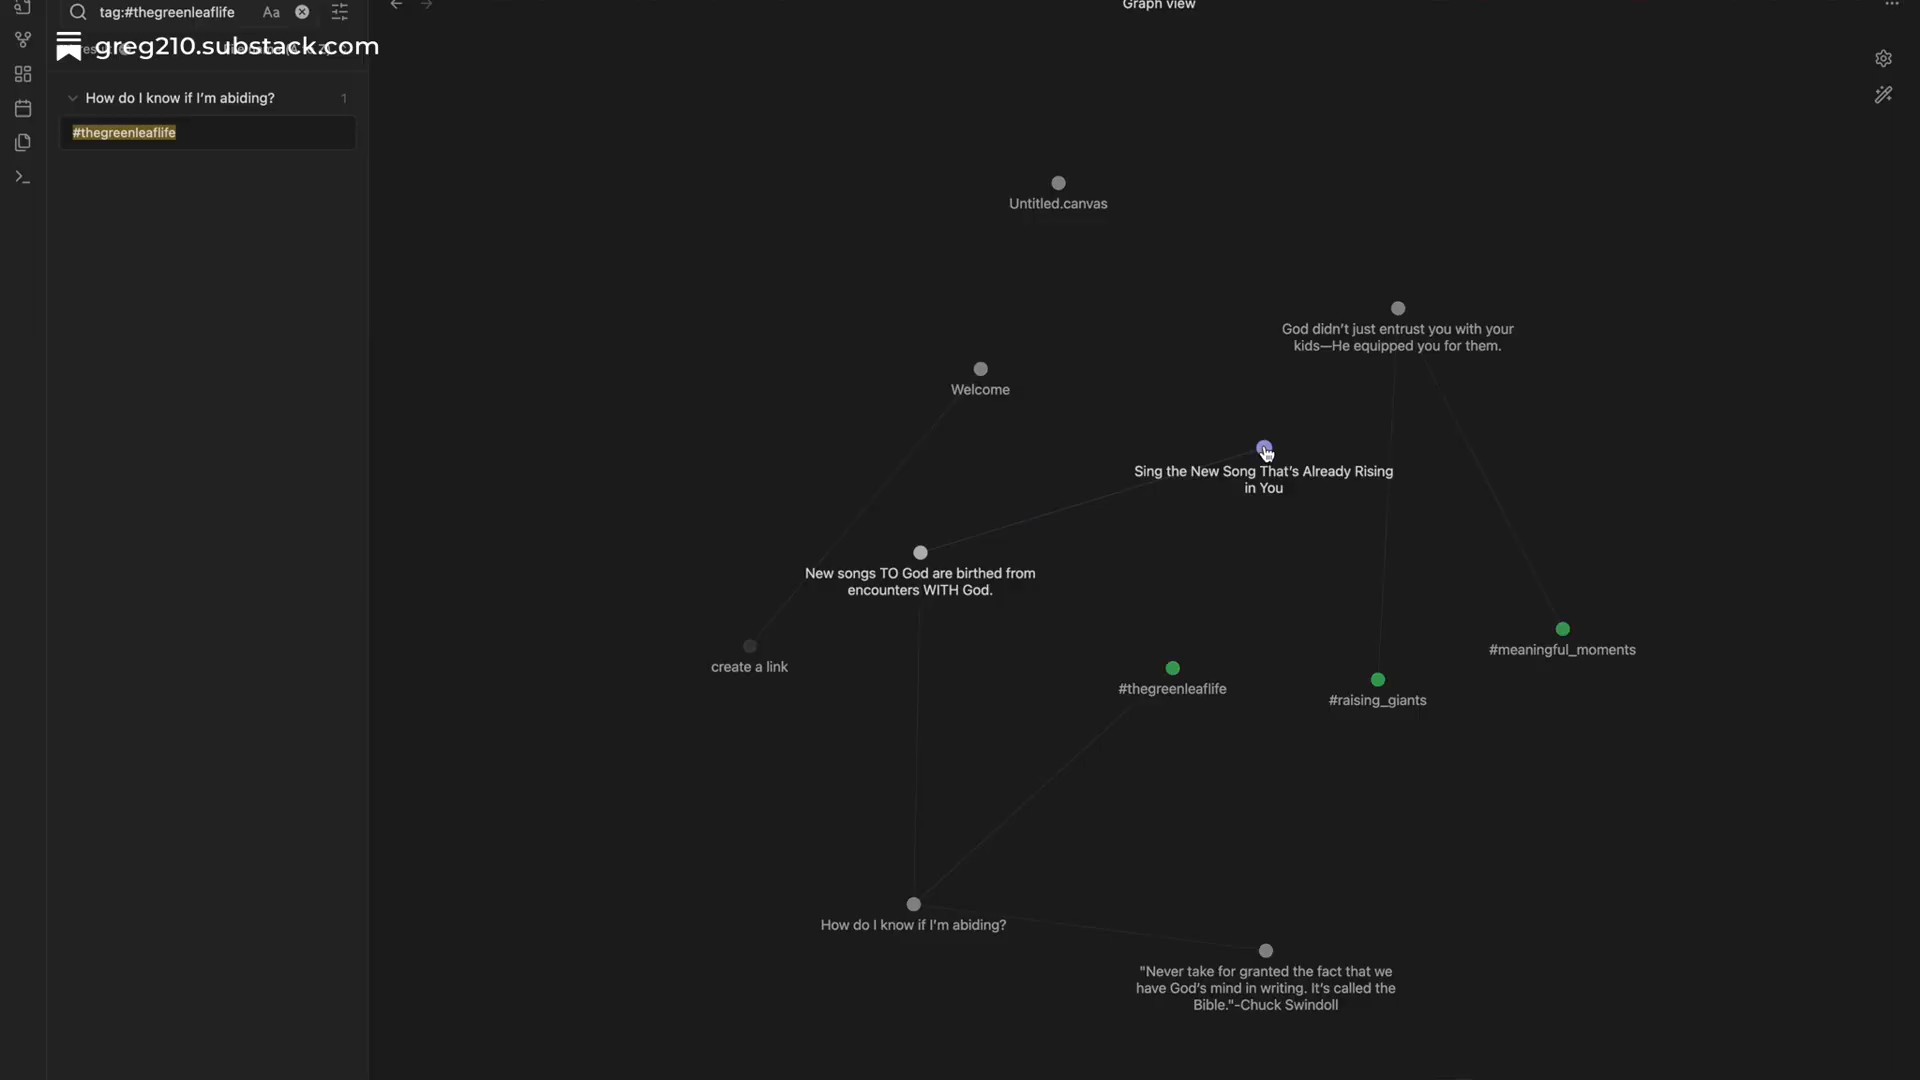 tag:#thegreenleaflife
Aa
Graph view
greg210.substack.com
How do I know if I'm abiding?
1
#thegreenleaflife
Untitled.canvas
God didn't just entrust you with your
kids—He equipped you for them.
Welcome
Sing the New Song That's Already Rising
in You
New songs TO God are birthed from
encounters WITH God.
create a link
#meaningful_moments
#thegreenleaflife
#raising_giants
How do I know if I'm abiding?
"Never take for granted the fact that we
have God's mind in writing. It's called the
Bible."-Chuck Swindoll